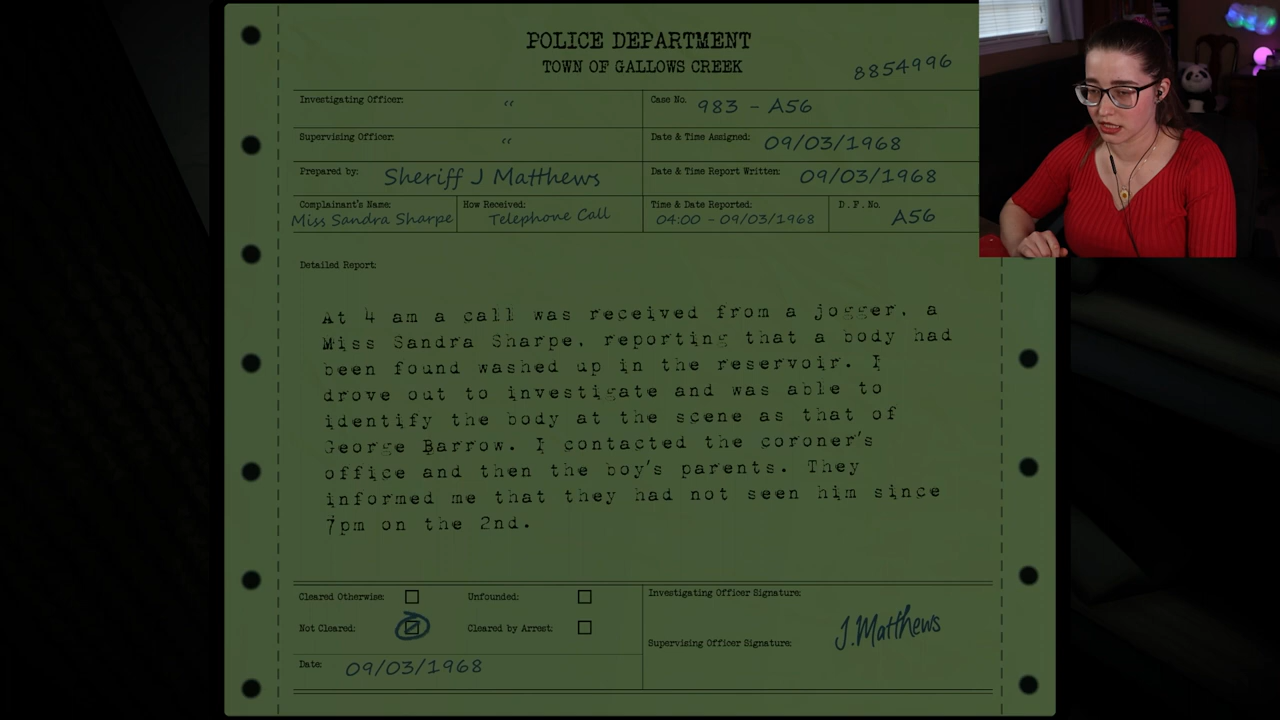 POLICE DEPARTMENT
TOWN OF GALLOWS CREEK
8854996
Investigating Officer: “
Case No. 983 - A56
Supervising Officer: “
Date & Time Assigned: 09/03/1968
Prepared by: Sheriff J Matthews
Date & Time Report Written: 09/03/1968
Complainant's Name: Miss Sandra Sharpe
How Received: Telephone Call
Time & Date Reported: 04:00 - 09/03/1968
D.F. No. A56
Detailed Report:
At 4 am a call was received from a jogger, a
Miss Sandra Sharpe, reporting that a body had
been found washed up in the reservoir. I
drove out to investigate and was able to
identify the body at the scene as that of
George Barrow. I contacted the coroner's
office and then the boy's parents. They
informed me that they had not seen him since
7pm on the 2nd.
Cleared Otherwise:
Unfounded:
Not Cleared:
Cleared by Arrest:
Date: 09/03/1968
Investigating Officer Signature:
Supervising Officer Signature:
J.Matthews